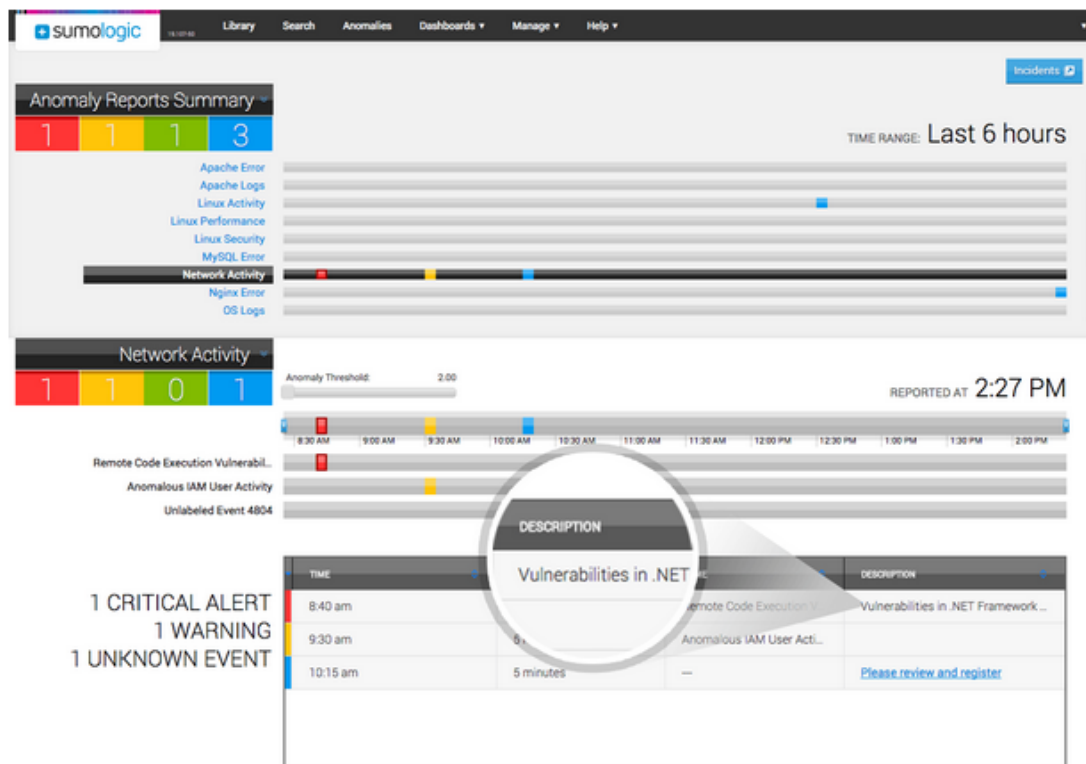 sumologic
Library Search Anomalies Dashboards Manage Help
Incidents
Anomaly Reports Summary
1 1 1 3
TIME RANGE: Last 6 hours
Apache Error
Apache Logs
Linux Activity
Linux Performance
Linux Security
MySQL Error
Network Activity
Nginx Error
OS Logs
Network Activity
1 1 0 1
Anomaly Threshold: 2.00
REPORTED AT 2:27 PM
8:30 AM 9:00 AM 9:30 AM 10:00 AM 10:30 AM 11:00 AM 11:30 AM 12:00 PM 12:30 PM 1:00 PM 1:30 PM 2:00 PM
Remote Code Execution Vulnerabil...
Anomalous IAM User Activity
Unlabeled Event 4804
DESCRIPTION
Vulnerabilities in .NET
TIME DESCRIPTION
1 CRITICAL ALERT
1 WARNING
1 UNKNOWN EVENT
8:40 am Code Execution Vulnerabilities in .NET Framework ...
9:30 am Anomalous IAM User Acti...
10:15 am 5 minutes — Please review and register